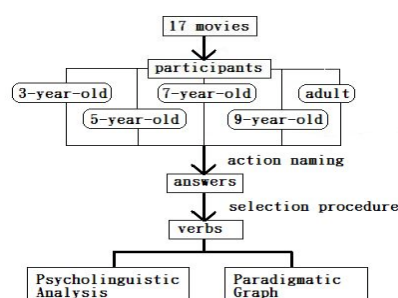 17 movies
participants
3-year-old
7-year-old
adult
5-year-old
9-year-old
action naming
answers
selection procedure
verbs
Psycholinguistic
Analysis
Paradigmatic
Graph